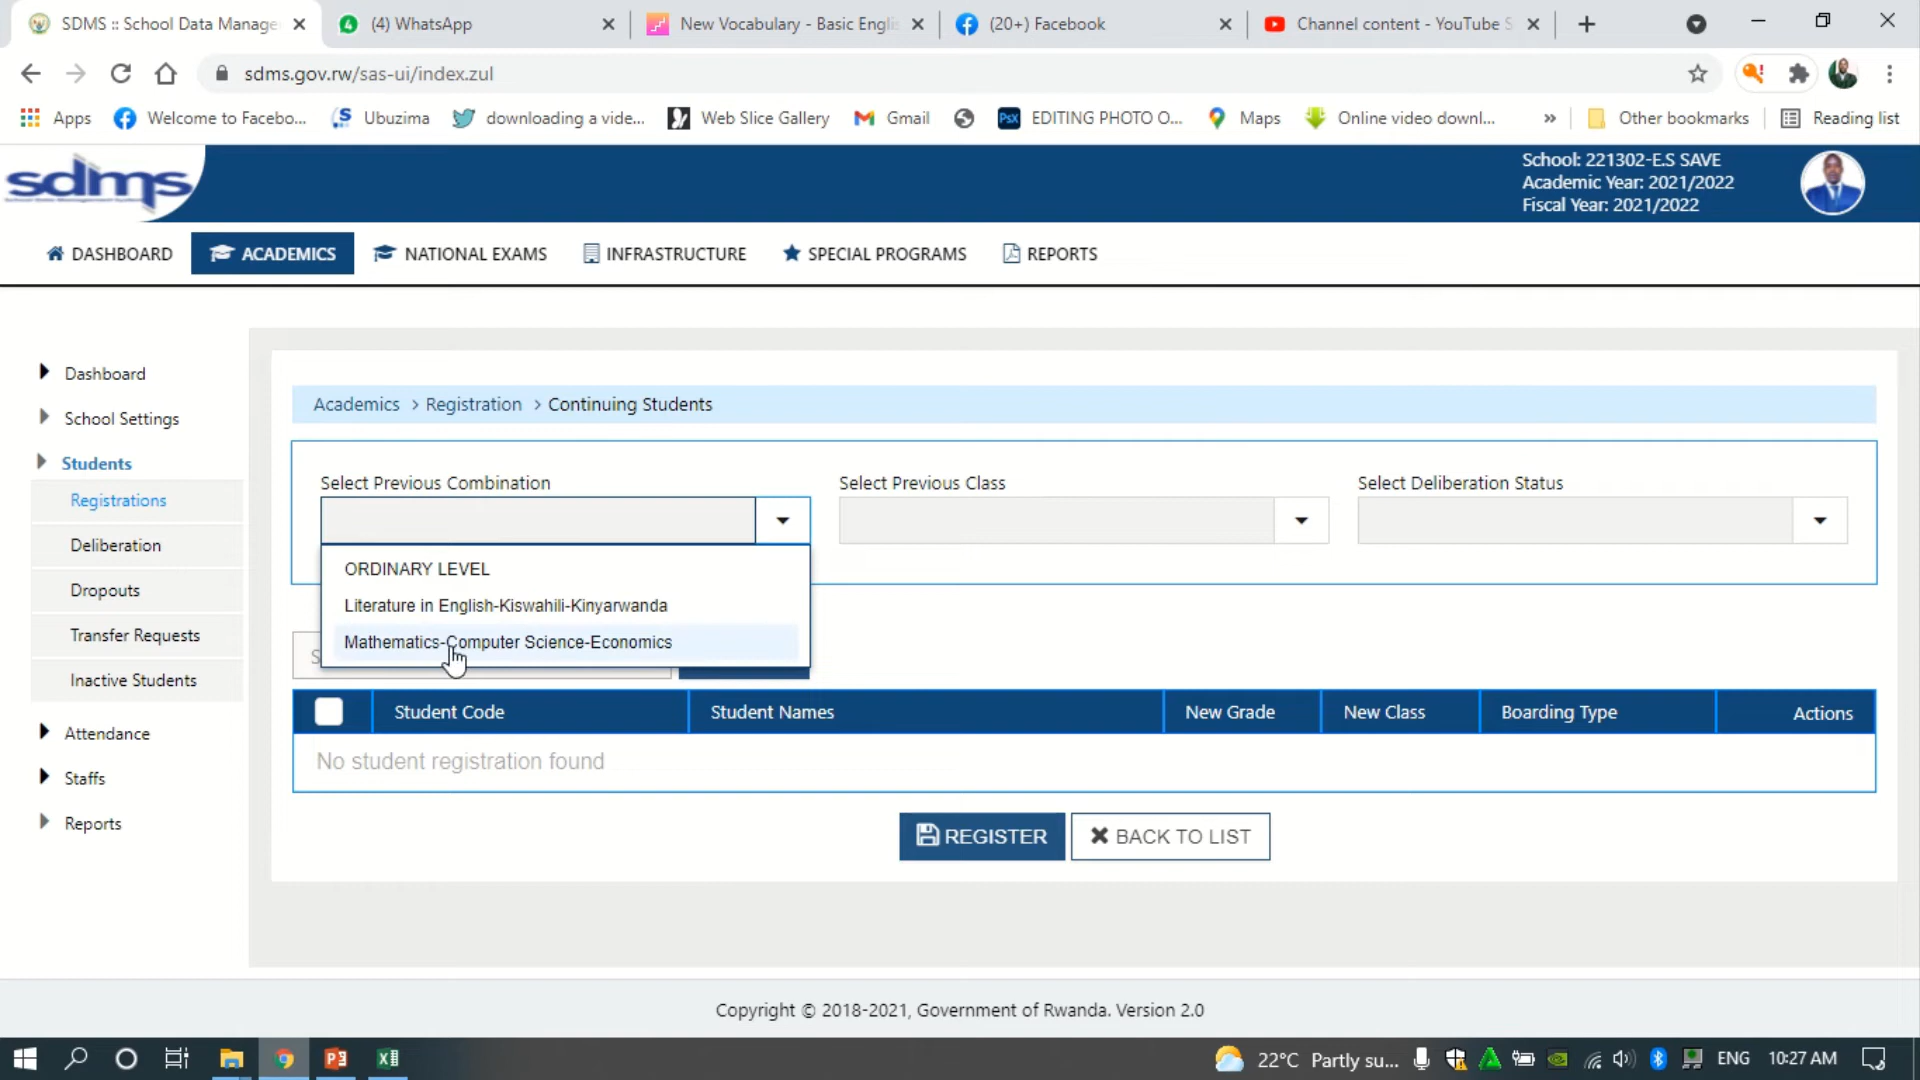 SDMS :: School Data Manage
(4) WhatsApp
New Vocabulary - Basic Engli
(20+) Facebook
Channel content - YouTube S
sdms.gov.rw/sas-ui/index.zul
Apps
Welcome to Facebo...
Ubuzima
downloading a vide...
Web Slice Gallery
Gmail
EDITING PHOTO O...
Maps
Online video downl...
»
Other bookmarks
Reading list
sdms
School: 221302-E.S SAVE
Academic Year: 2021/2022
Fiscal Year: 2021/2022
DASHBOARD
ACADEMICS
NATIONAL EXAMS
INFRASTRUCTURE
SPECIAL PROGRAMS
REPORTS
Dashboard
School Settings
Students
Registrations
Deliberation
Dropouts
Transfer Requests
Inactive Students
Attendance
Staffs
Reports
Academics > Registration > Continuing Students
Select Previous Combination
Select Previous Class
Select Deliberation Status
ORDINARY LEVEL
Literature in English-Kiswahili-Kinyarwanda
Mathematics-Computer Science-Economics
Student Code
Student Names
New Grade
New Class
Boarding Type
Actions
No student registration found
REGISTER
BACK TO LIST
Copyright © 2018-2021, Government of Rwanda. Version 2.0
22°C Partly su...
ENG
10:27 AM